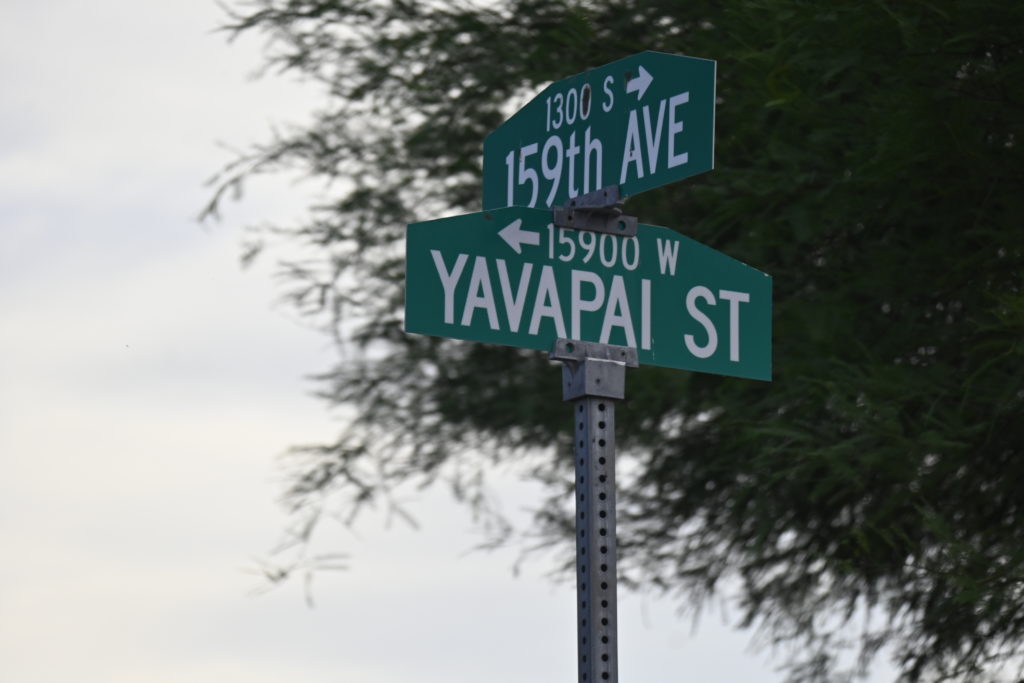 1300 S →
159th AVE
← 15900 W
YAVAPAI ST